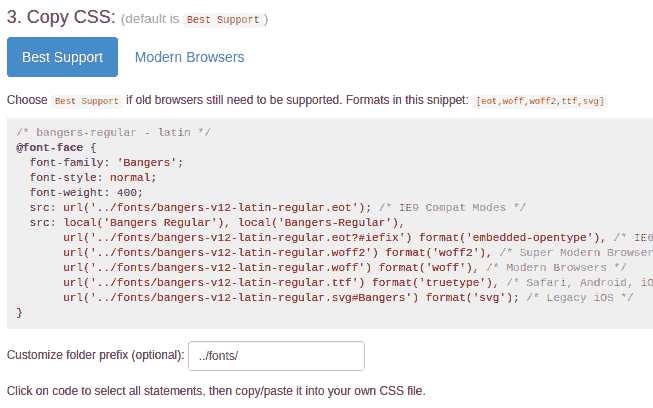 3. Copy CSS: (default is Best Support )
Best Support Modern Browsers
Choose Best Support if old browsers still need to be supported. Formats in this snippet: [eot,woff,woff2,ttf,svg]
/* bangers-regular - latin */
@font-face {
font-family: 'Bangers';
font-style: normal;
font-weight: 400;
src: url('../fonts/bangers-v12-latin-regular.eot'); /* IE9 Compat Modes */
src: local('Bangers Regular'), local('Bangers-Regular'),
url('../fonts/bangers-v12-latin-regular.eot?#iefix') format('embedded-opentype'), /* IE6
url('../fonts/bangers-v12-latin-regular.woff2') format('woff2'), /* Super Modern Browser
url('../fonts/bangers-v12-latin-regular.woff') format('woff'), /* Modern Browsers */
url('../fonts/bangers-v12-latin-regular.ttf') format('truetype'), /* Safari, Android, iO
url('../fonts/bangers-v12-latin-regular.svg#Bangers') format('svg'); /* Legacy iOS */
}
Customize folder prefix (optional): ../fonts/
Click on code to select all statements, then copy/paste it into your own CSS file.